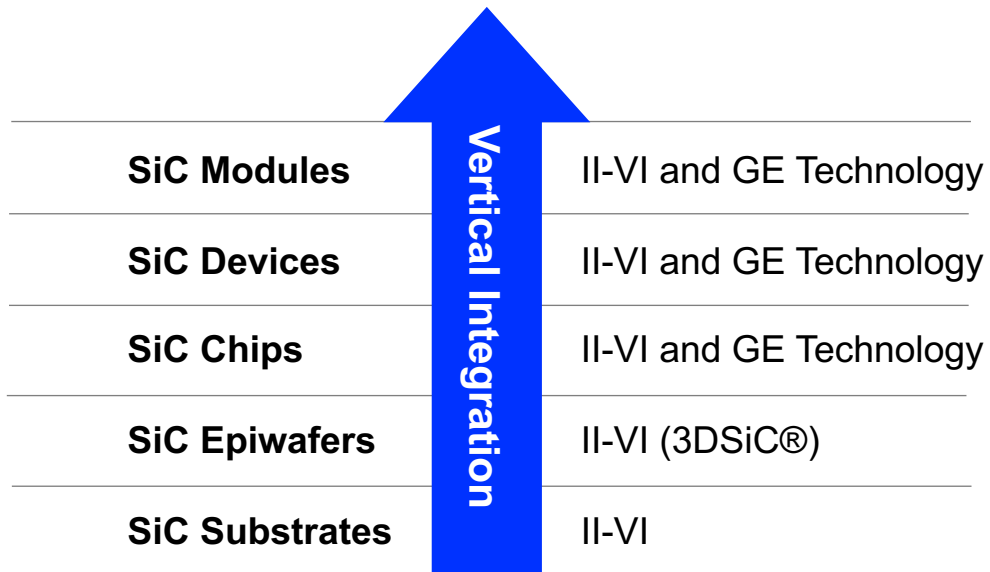 SiC Modules
II-VI and GE Technology
SiC Devices
II-VI and GE Technology
SiC Chips
II-VI and GE Technology
SiC Epiwafers
II-VI (3DSiC®)
SiC Substrates
II-VI
Vertical Integration